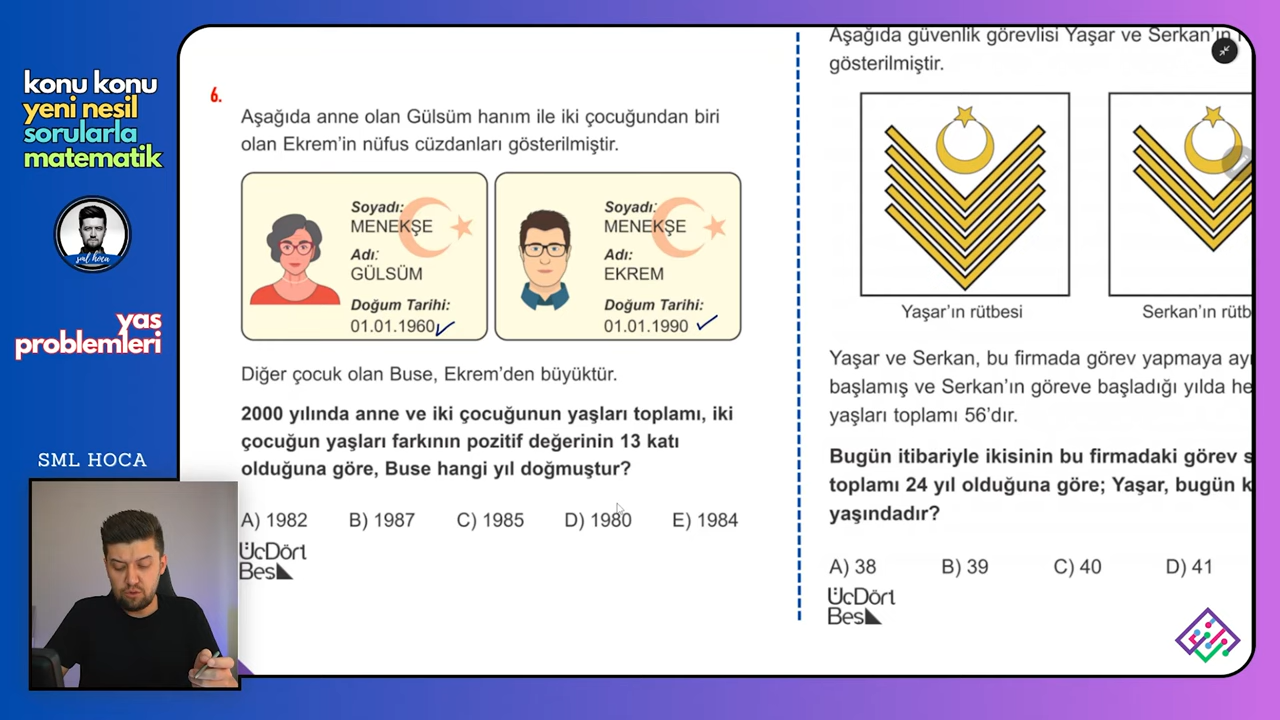 konu konu
yeni nesil
sorularla
matematik
sml hoca
yas
problemleri
SML HOCA
6.
Aşağıda anne olan Gülsüm hanım ile iki çocuğundan biri
olan Ekrem'in nüfus cüzdanları gösterilmiştir.
Soyadı:
MENEKŞE
Adı:
GÜLSÜM
Doğum Tarihi:
01.01.1960
Soyadı:
MENEKŞE
Adı:
EKREM
Doğum Tarihi:
01.01.1990
Diğer çocuk olan Buse, Ekrem'den büyüktür.
2000 yılında anne ve iki çocuğunun yaşları toplamı, iki
çocuğun yaşları farkının pozitif değerinin 13 katı
olduğuna göre, Buse hangi yıl doğmuştur?
A) 1982 B) 1987 C) 1985 D) 1980 E) 1984
ÜçDört
Beş
Aşağıda güvenlik görevlisi Yaşar ve Serkan'ın
gösterilmiştir.
Yaşar'ın rütbesi
Serkan'ın rütb
Yaşar ve Serkan, bu firmada görev yapmaya ay
başlamış ve Serkan'ın göreve başladığı yılda he
yaşları toplamı 56'dır.
Bugün itibariyle ikisinin bu firmadaki görev s
toplamı 24 yıl olduğuna göre; Yaşar, bugün k
yaşındadır?
A) 38 B) 39 C) 40 D) 41
ÜçDört
Beş